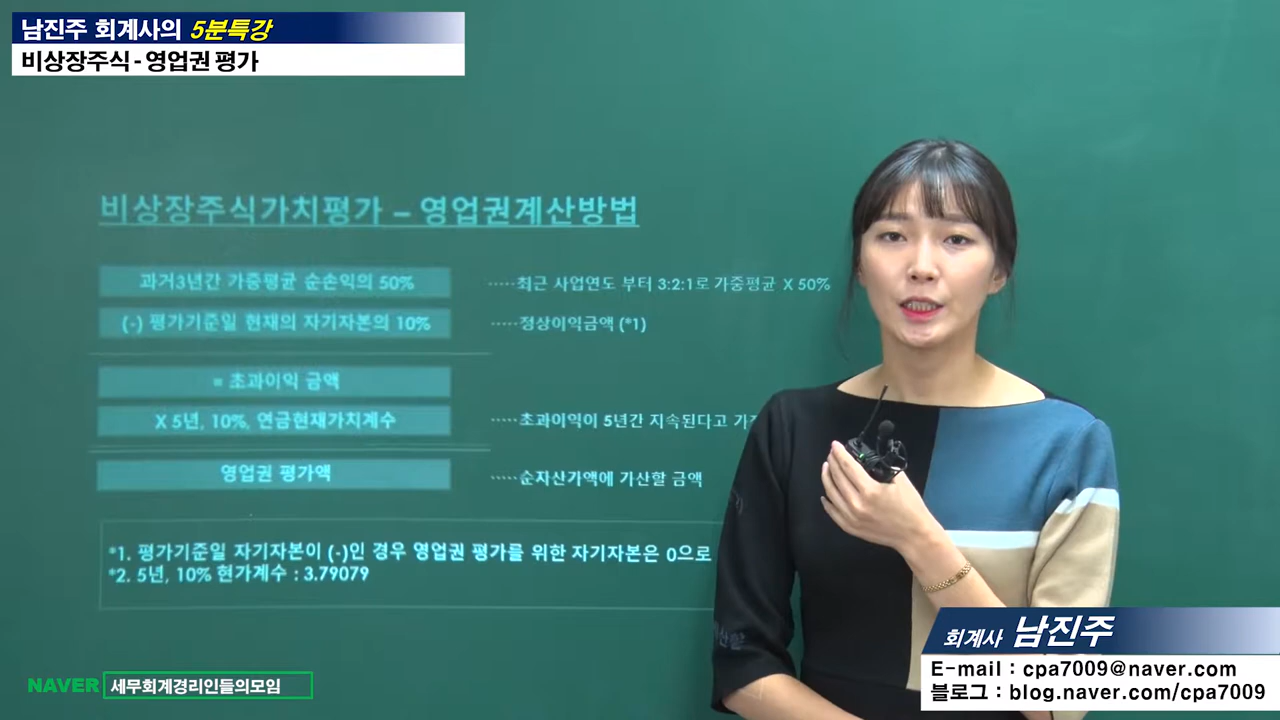 남진주 회계사의 5분특강
비상장주식 - 영업권 평가
비상장주식가치평가 – 영업권계산방법
과거3년간 가중평균 순손익의 50% ·····최근 사업연도 부터 3:2:1로 가중평균 X 50%
(-) 평가기준일 현재의 자기자본의 10% ·····정상이익금액 (*1)
= 초과이익 금액
X 5년, 10%, 연금현재가치계수 ·····초과이익이 5년간 지속된다고
영업권 평가액 ·····순자산가액에 가산할 금액
*1. 평가기준일 자기자본이 (-)인 경우 영업권 평가를 위한 자기자본은 0으로
*2. 5년, 10% 현가계수 : 3.79079
NAVER 세무회계경리인들의모임
회계사 남진주
E-mail : cpa7009@naver.com
블로그 : blog.naver.com/cpa7009